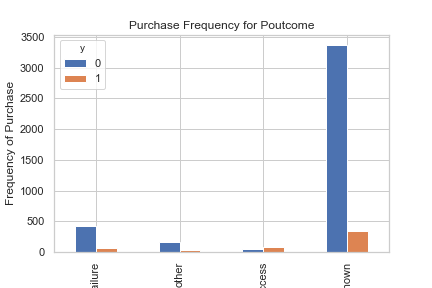 Purchase Frequency for Poutcome
y
0
1
Frequency of Purchase
3500
3000
2500
2000
1500
1000
500
0
ailure
other
ccess
nown